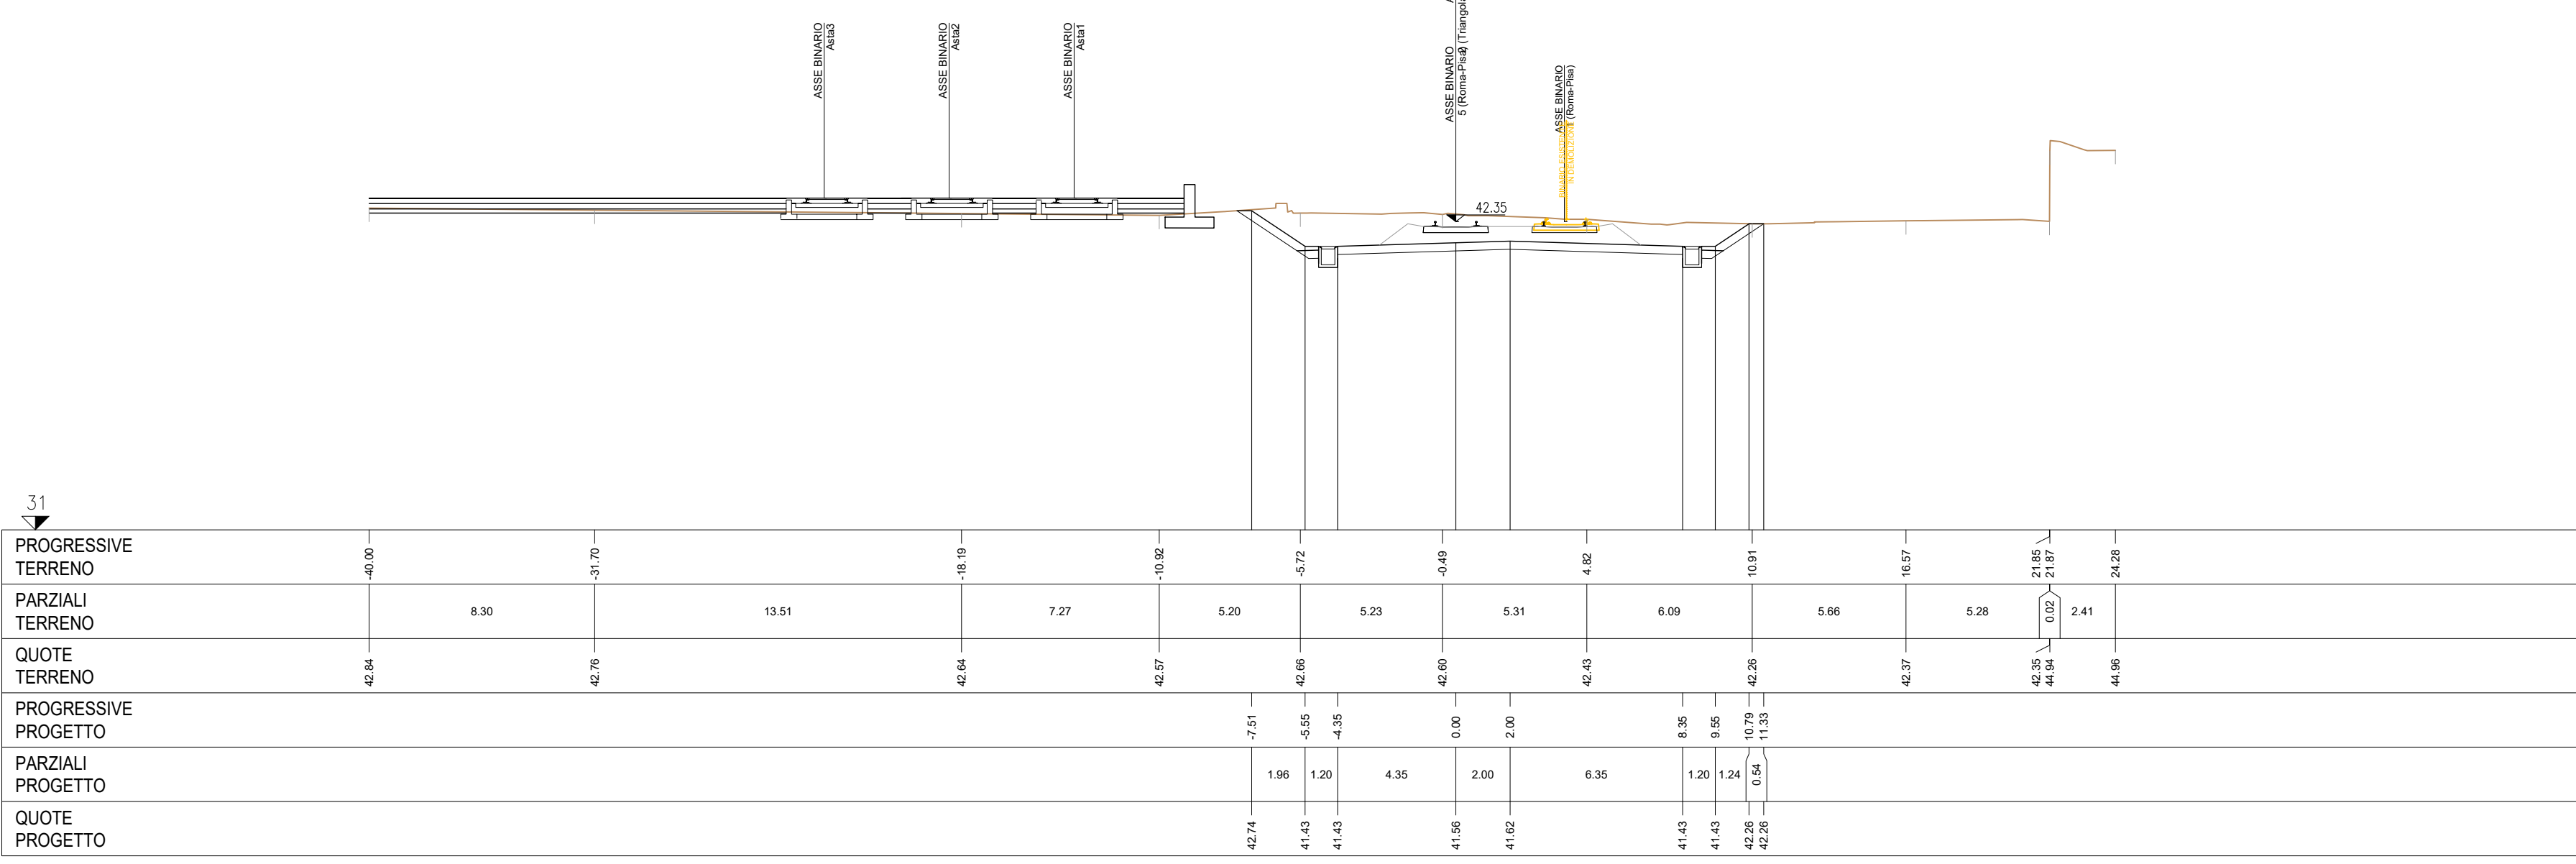 ASSE BINARIO
Asta3
ASSE BINARIO
Asta2
ASSE BINARIO
Asta1
ASSE BINARIO
5 (Roma-Pisa)
(Triangola
ASSE BINARIO
1 (Roma-Pisa)
BINARIO
IN DEMOLIZIONE
42.35
31
PROGRESSIVE
TERRENO
-40.00 -31.70 -18.19 -10.92 -5.72 -0.49 4.82 10.91 16.57 21.85 21.87 24.28
PARZIALI
TERRENO
8.30 13.51 7.27 5.20 5.23 5.31 6.09 5.66 5.28 0.02 2.41
QUOTE
TERRENO
42.84 42.76 42.64 42.57 42.66 42.60 42.43 42.26 42.37 42.35 44.94 44.96
PROGRESSIVE
PROGETTO
-7.51 -5.55 -4.35 0.00 2.00 8.35 9.55 10.79 11.33
PARZIALI
PROGETTO
1.96 1.20 4.35 2.00 6.35 1.20 1.24 0.54
QUOTE
PROGETTO
42.74 41.43 41.43 41.56 41.62 41.43 41.43 42.26 42.26